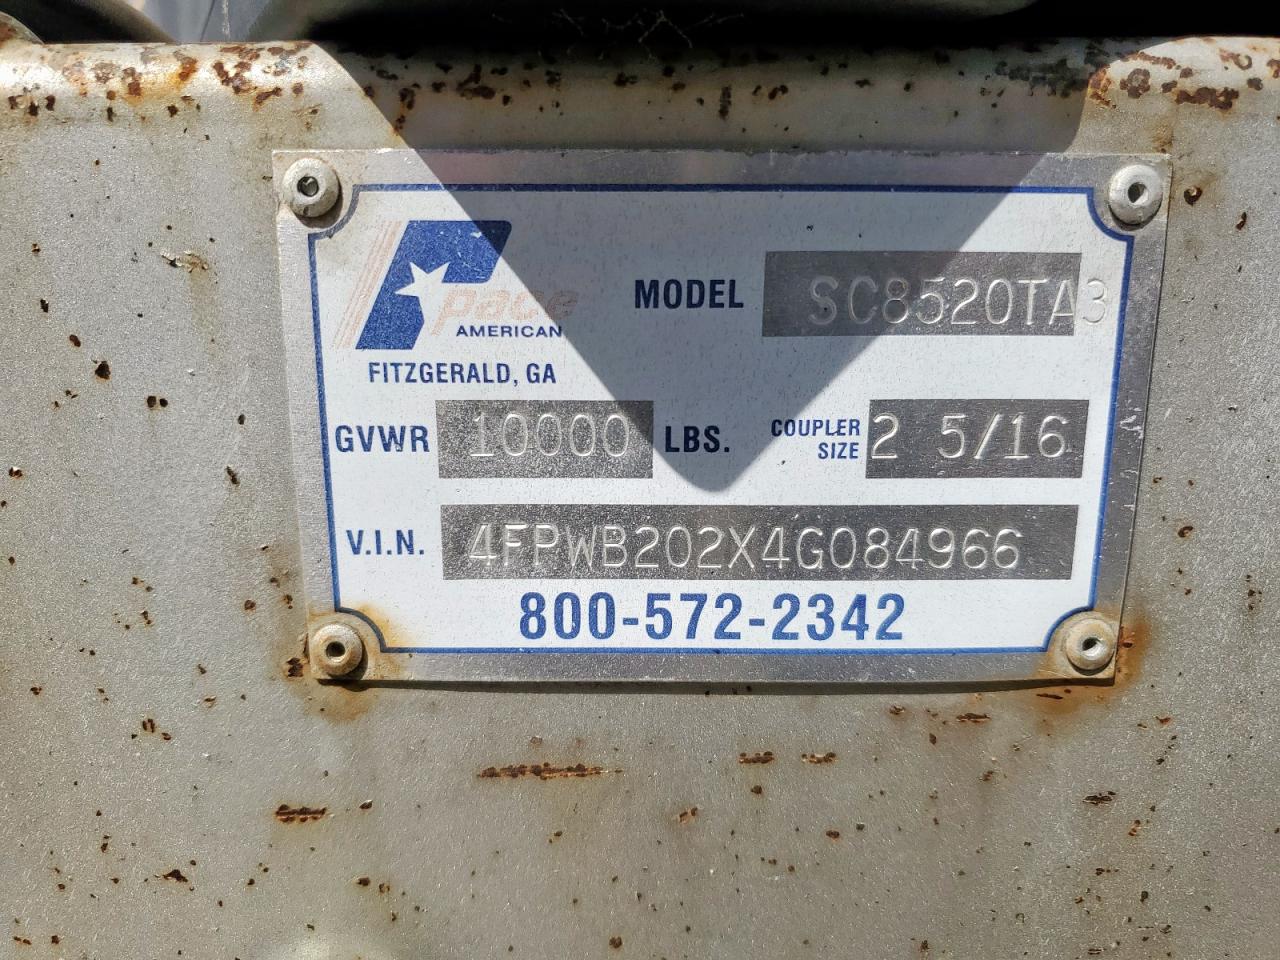 pace
AMERICAN
FITZGERALD, GA
MODEL SC8520TA3
GVWR 10000 LBS.
COUPLER SIZE 2 5/16
V.I.N. 4FPWB202X4G084966
800-572-2342